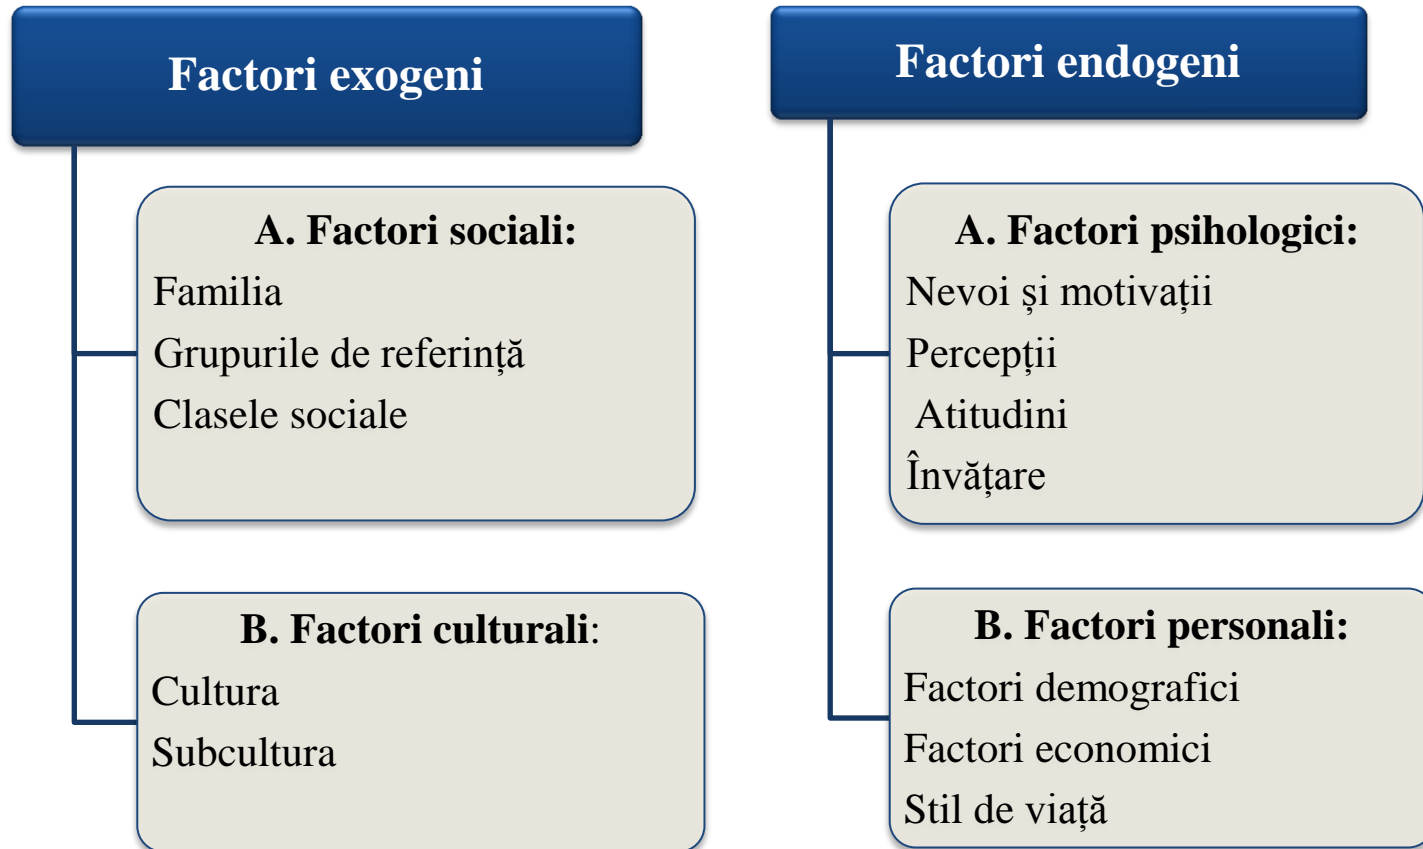 Factori exogeni
A. Factori sociali:
Familia
Grupurile de referință
Clasele sociale
B. Factori culturali:
Cultura
Subcultura
Factori endogeni
A. Factori psihologici:
Nevoi și motivații
Percepții
Atitudini
Învățare
B. Factori personali:
Factori demografici
Factori economici
Stil de viață